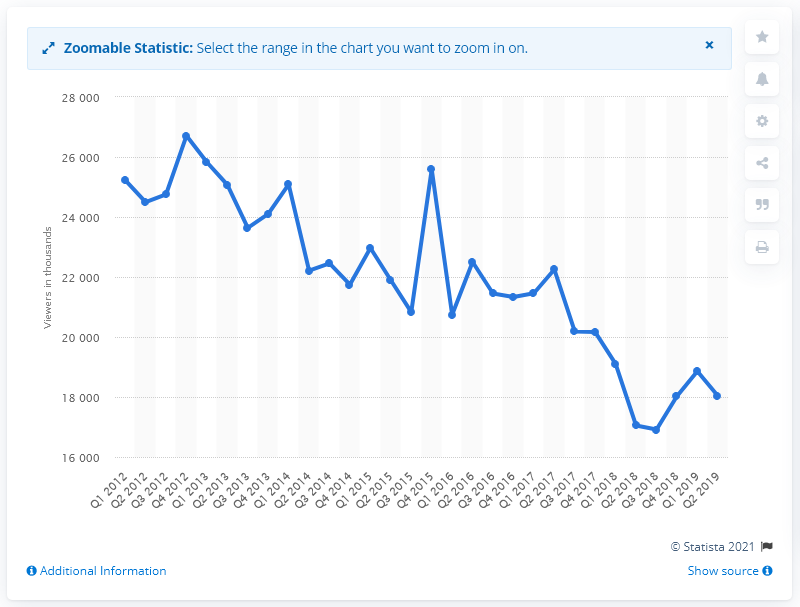 Zoomable Statistic: Select the range in the chart you want to zoom in on.
28 000
26 000
24 000
22 000
20 000
18 000
16 000
Viewers in thousands
Q1 2012
Q2 2012
Q3 2012
Q4 2012
Q1 2013
Q2 2013
Q3 2013
Q4 2013
Q1 2014
Q2 2014
Q3 2014
Q4 2014
Q1 2015
Q2 2015
Q3 2015
Q4 2015
Q1 2016
Q2 2016
Q3 2016
Q4 2016
Q1 2017
Q2 2017
Q3 2017
Q4 2017
Q1 2018
Q2 2018
Q3 2018
Q4 2018
Q1 2019
Q2 2019
© Statista 2021
Additional Information
Show source